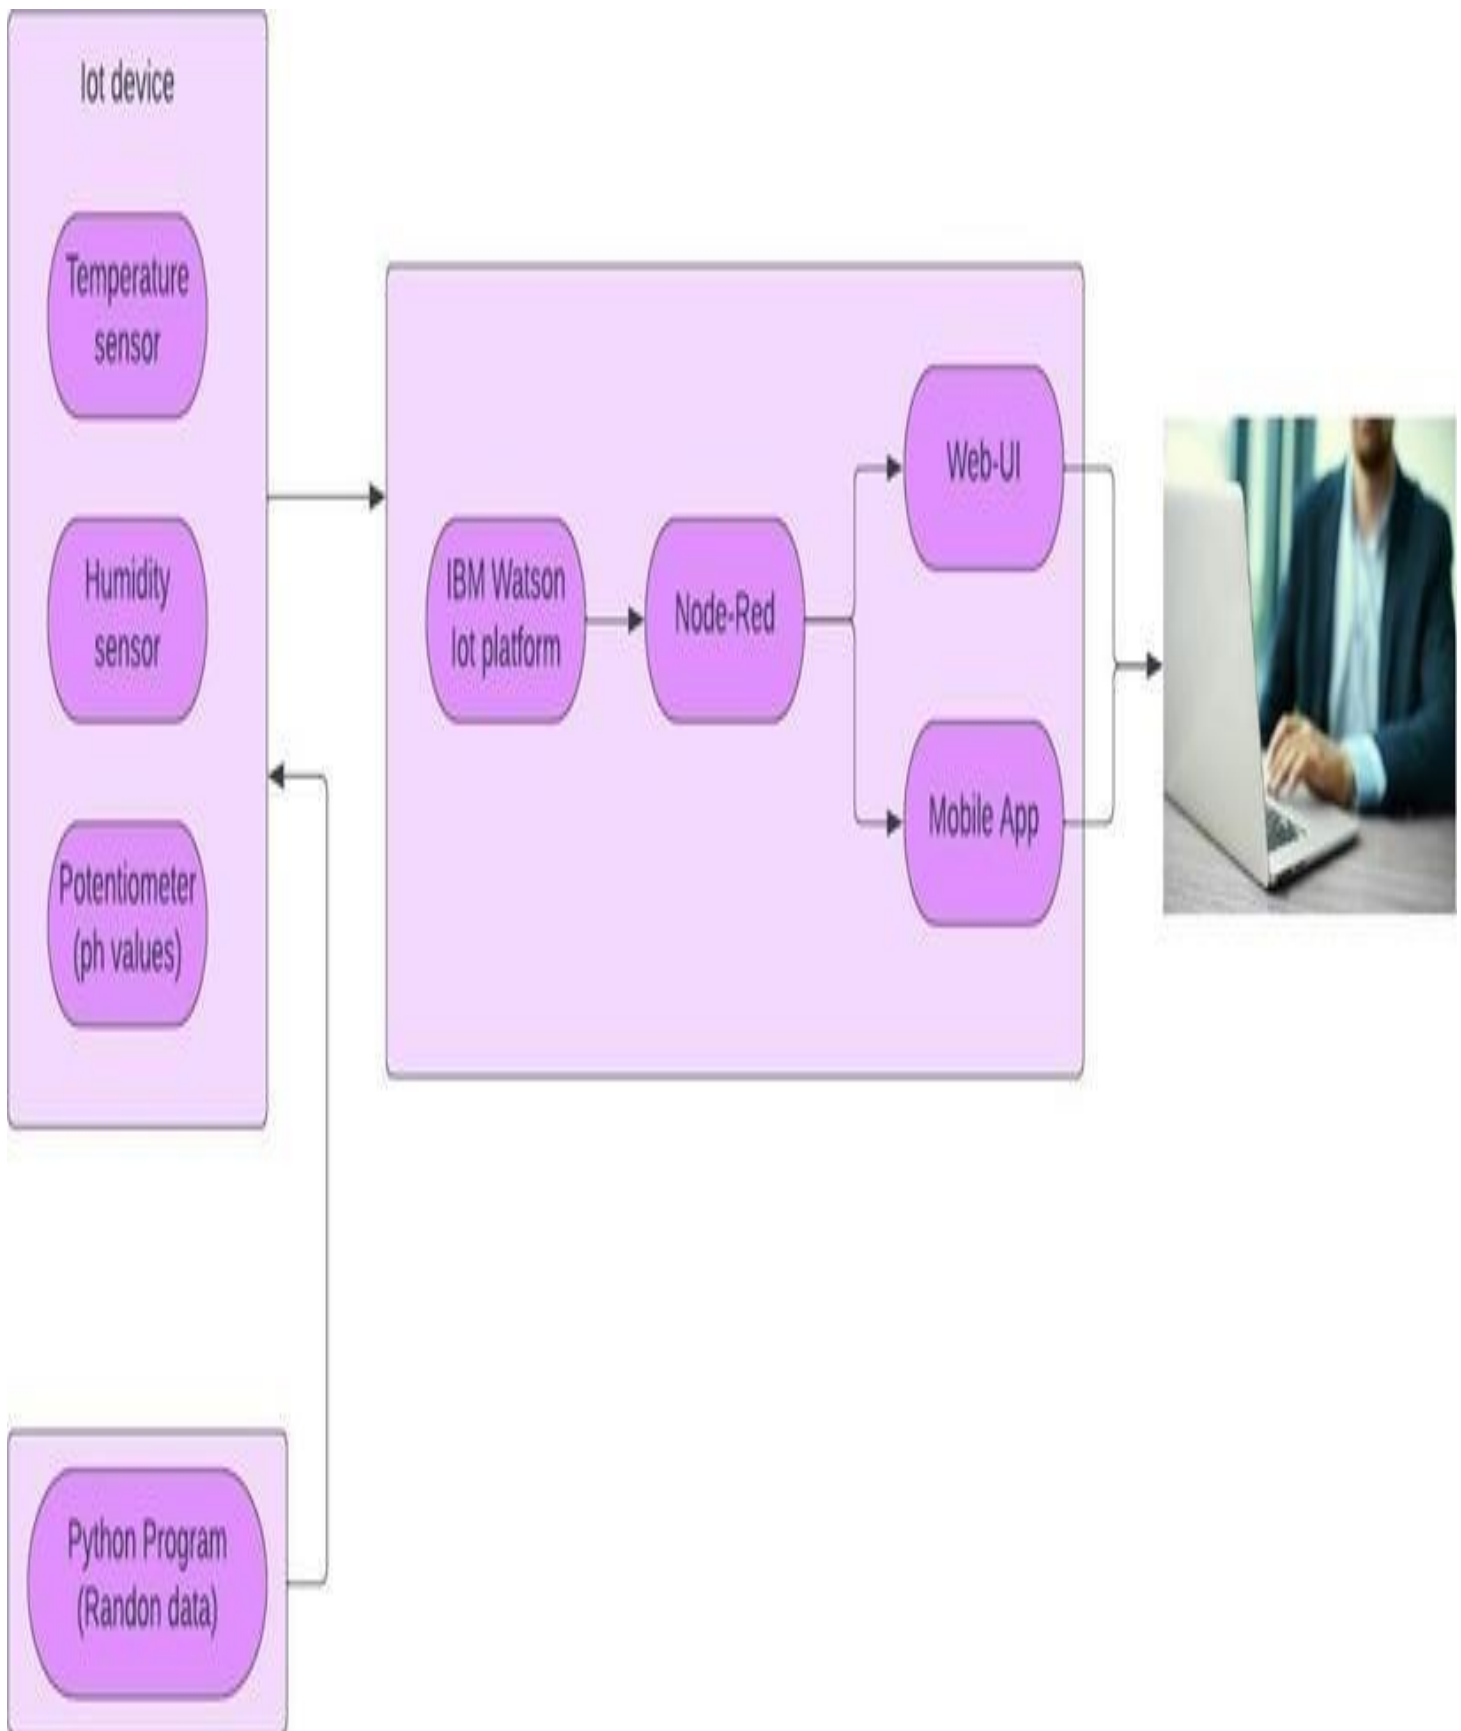 Iot device
Temperature
sensor
Humidity
sensor
Potentiometer
(ph values)
IBM Watson
Iot platform
Node-Red
Web-UI
Mobile App
Python Program
(Randon data)